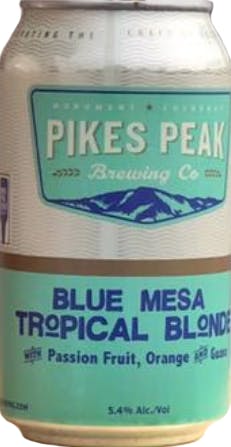 MONUMENT COLORADO
PIKES PEAK
Brewing Co
BLUE MESA
TROPICAL BLONDE
WITH Passion Fruit, Orange AND Guava
5.4% Alc./Vol